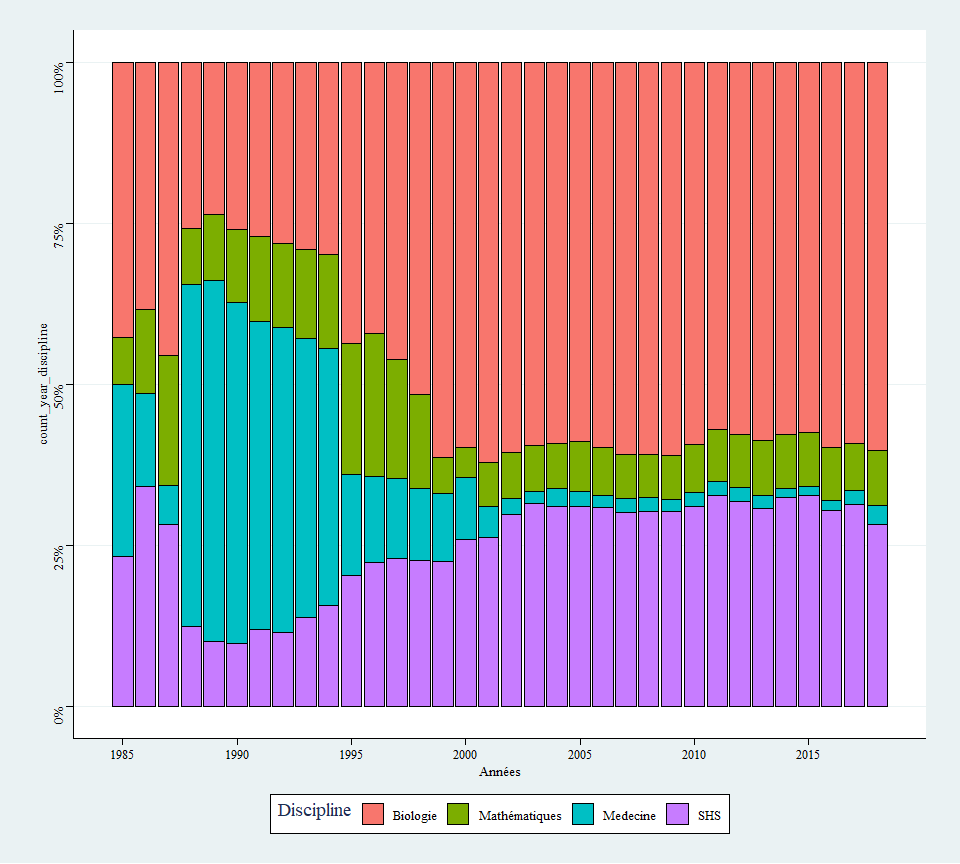 100%
75%
50%
25%
0%
count_year_discipline
1985 1990 1995 2000 2005 2010 2015
Années
Discipline Biologie Mathématiques Medecine SHS